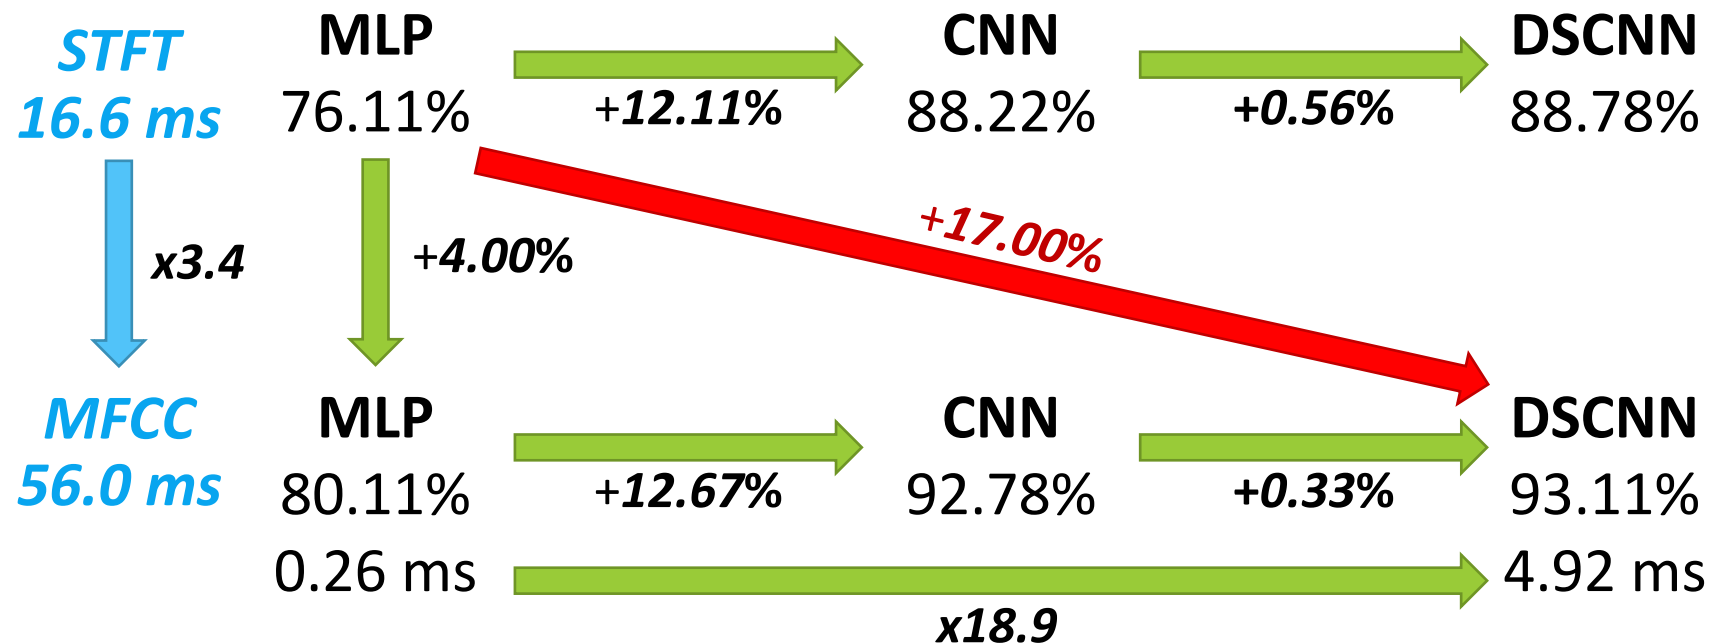 STFT
16.6 ms
MLP
76.11%
+12.11%
CNN
88.22%
+0.56%
DSCNN
88.78%
x3.4
+4.00%
+17.00%
MFCC
56.0 ms
MLP
80.11%
0.26 ms
+12.67%
CNN
92.78%
+0.33%
DSCNN
93.11%
4.92 ms
x18.9